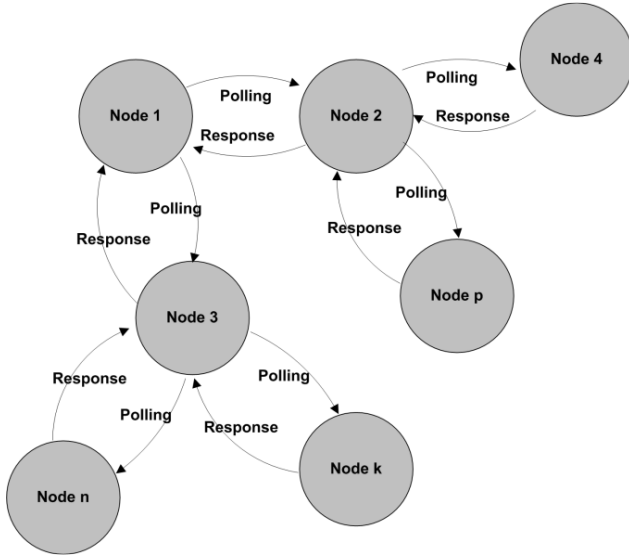 Node 4
Polling
Polling
Node 1
Node 2
Response
Response
Polling
Polling
Response
Response
Node p
Node 3
Response
Polling
Polling
Response
Node k
Node n